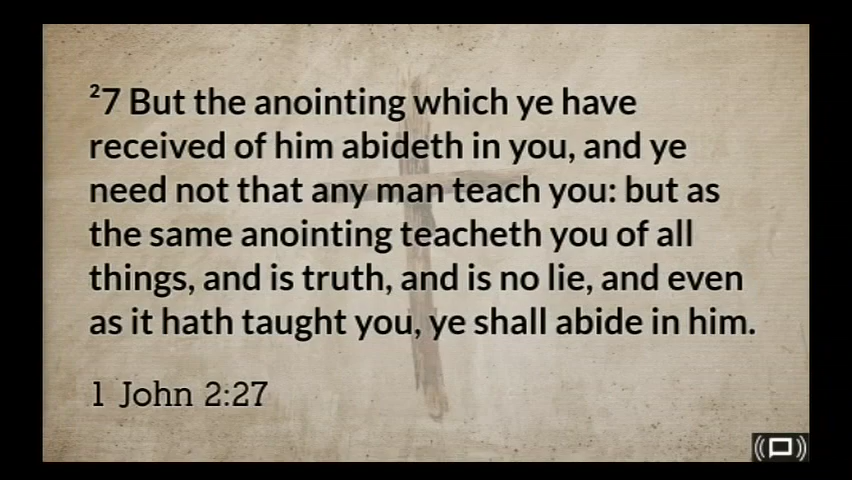 ²7 But the anointing which ye have
received of him abideth in you, and ye
need not that any man teach you: but as
the same anointing teacheth you of all
things, and is truth, and is no lie, and even
as it hath taught you, ye shall abide in him.
1 John 2:27